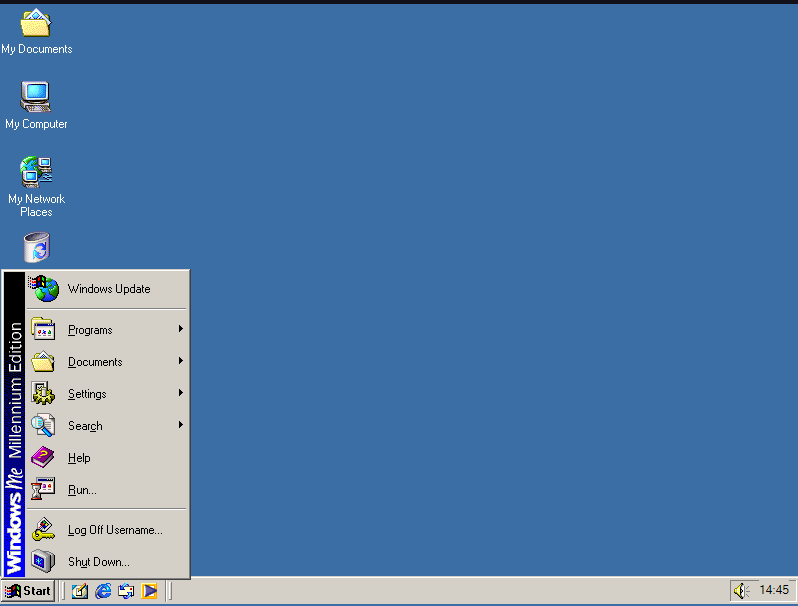 My Documents
My Computer
My Network
Places
Windows Me Millennium Edition
Windows Update
Programs
Documents
Settings
Search
Help
Run...
Log Off Username...
Shut Down...
Start
14:45